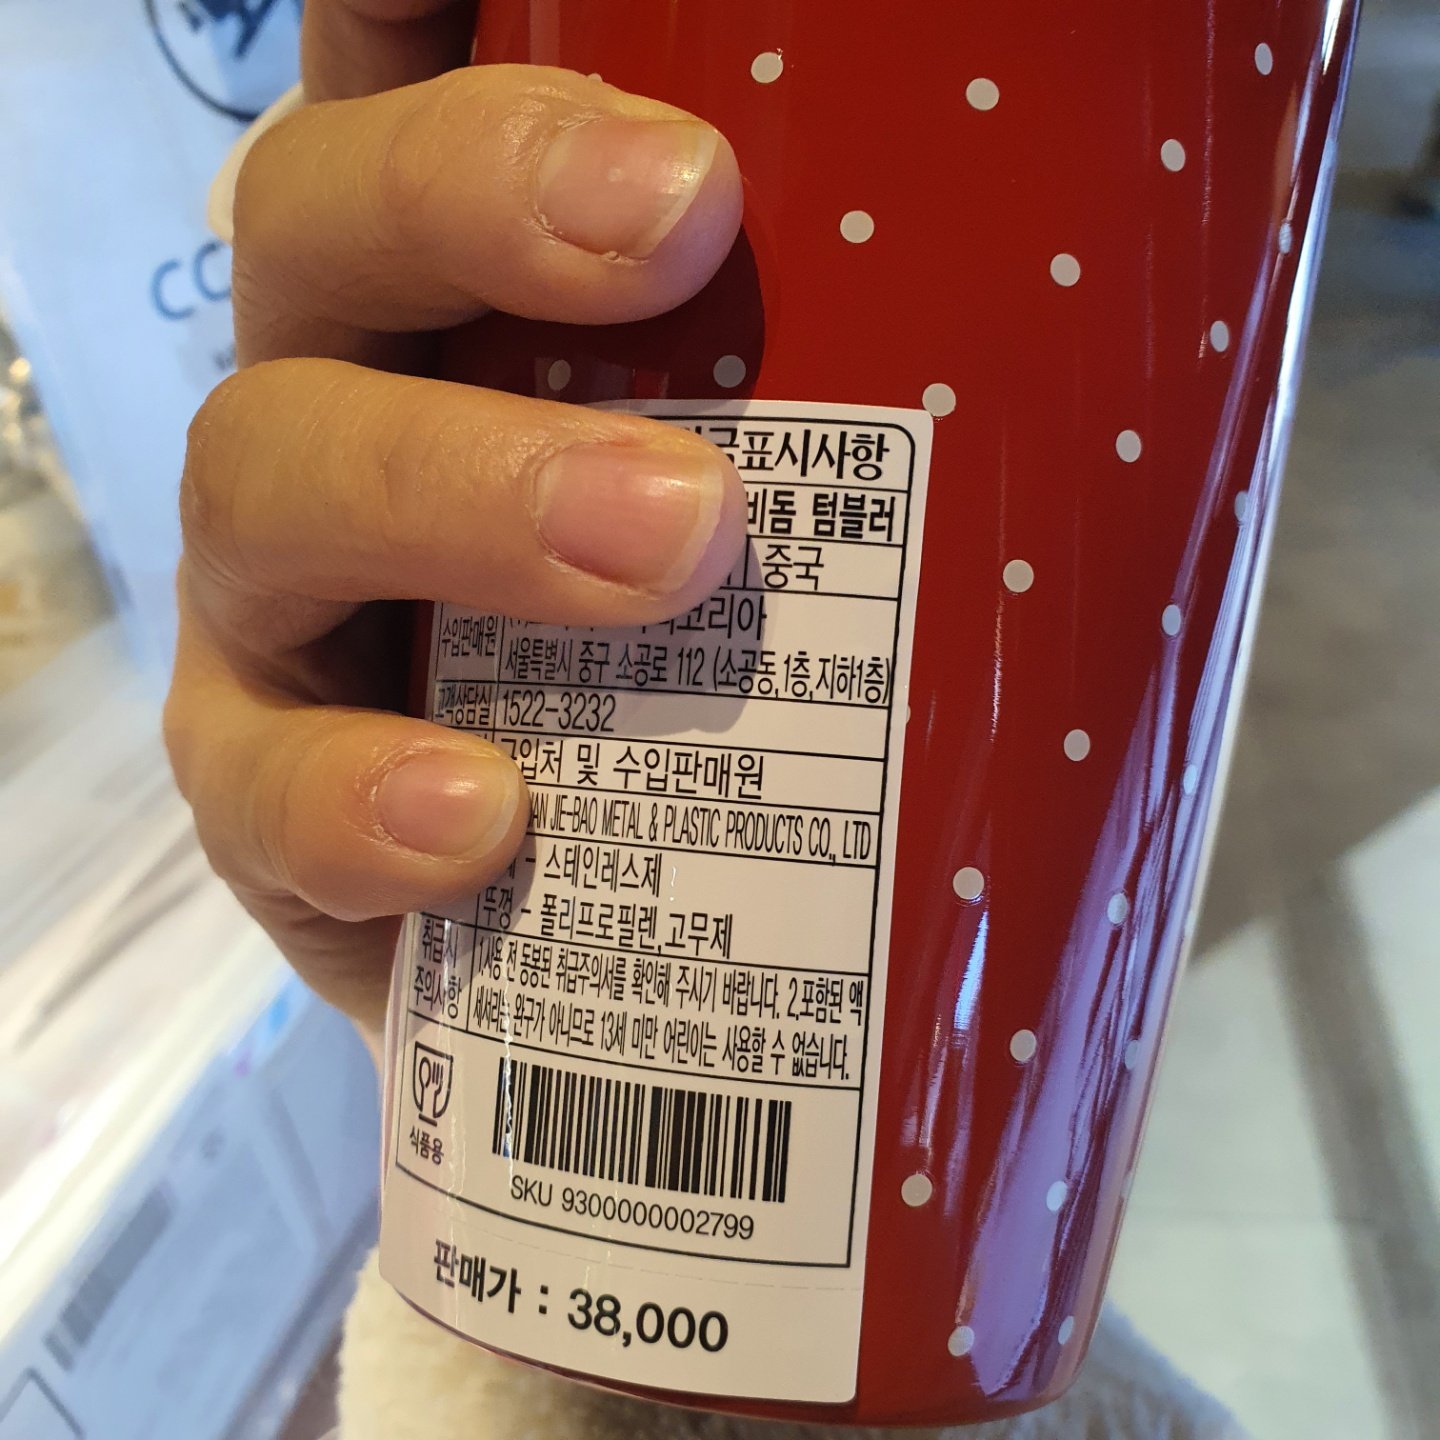 CC
표시사항
비돔 텀블러
중국
수입판매원
코리아
서울특별시 중구 소공로 112 (소공동,1층,지하1층)
고객상담실 1522-3232
구입처 및 수입판매원
JIE-BAO METAL & PLASTIC PRODUCTS CO., LTD
- 스테인레스제
뚜껑 - 폴리프로필렌,고무제
취급시 주의사항
1.사용 전 동봉된 취급주의서를 확인해 주시기 바랍니다. 2.포함된 액
세서리는 완구가 아니므로 13세 미만 어린이는 사용할 수 없습니다.
식품용
SKU 9300000002799
판매가 : 38,000